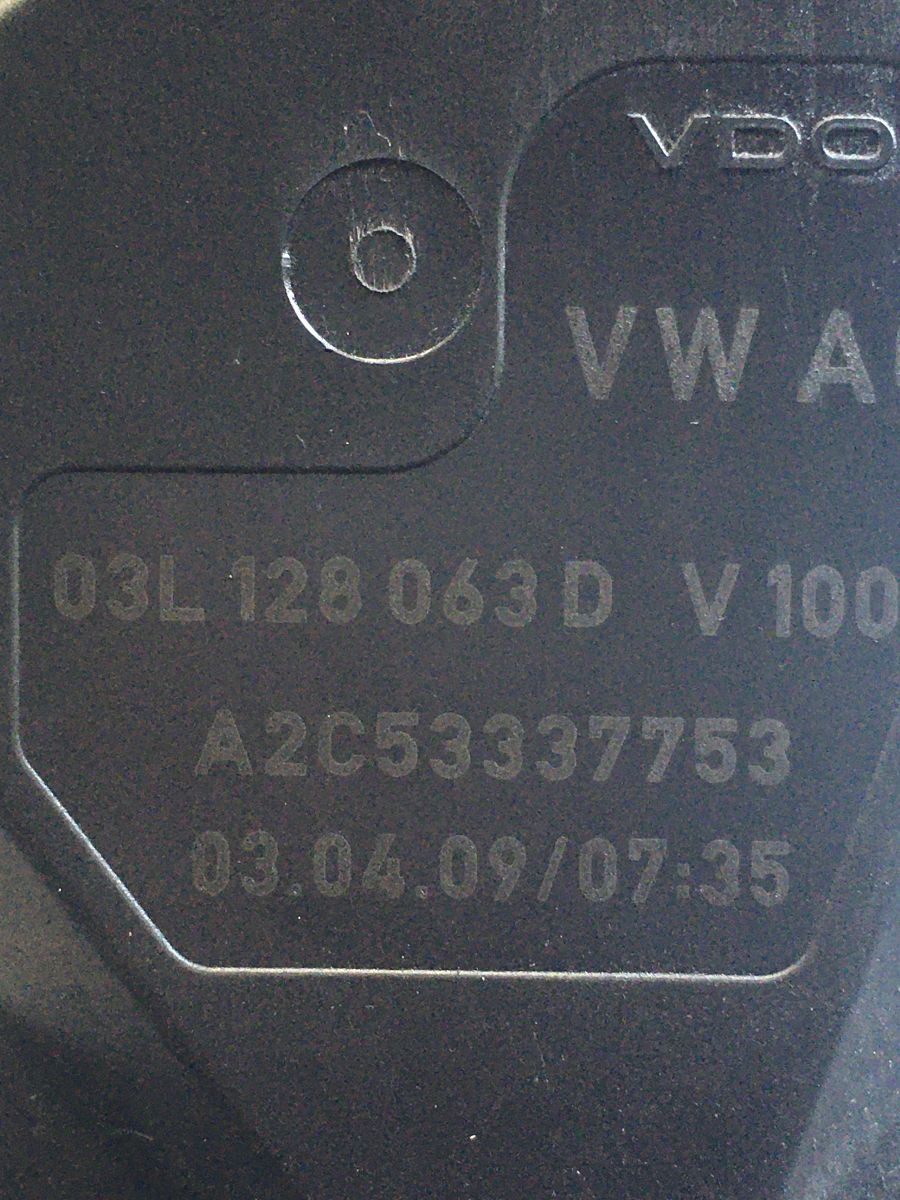 VDO
VW A
03L 128 063 D V 100
A2C53337753
03.04.09/07:35